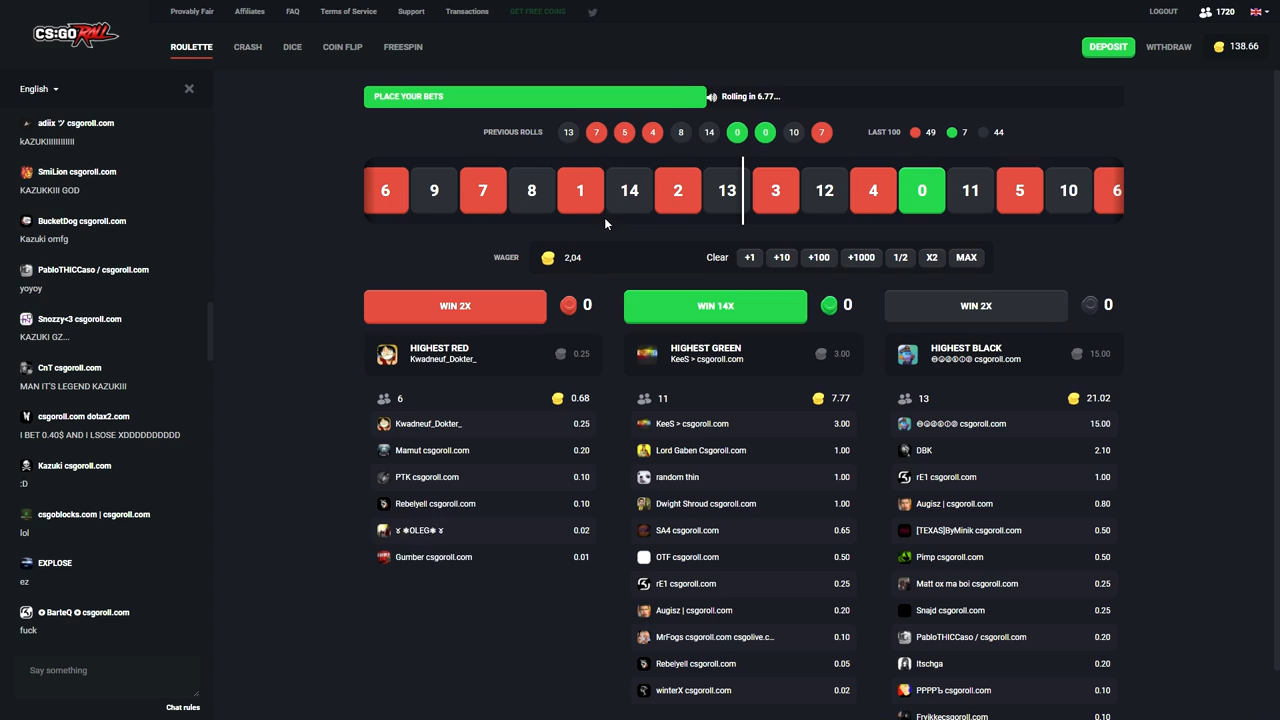 Provably Fair Affiliates FAQ Terms of Service Support Transactions GET FREE COINS
LOGOUT 1720
CS:GO ROLL
ROULETTE CRASH DICE COIN FLIP FREESPIN
DEPOSIT WITHDRAW 138.66
English
adiix ツ csgoroll.com
kAZUKIIIIIIIIIII
SmiLion csgoroll.com
KAZUKKIII GOD
BucketDog csgoroll.com
Kazuki omfg
PabloTHICCaso / csgoroll.com
yoyoy
Snozzy<3 csgoroll.com
KAZUKI GZ...
CnT csgoroll.com
MAN IT'S LEGEND KAZUKIII
csgoroll.com dotax2.com
I BET 0.40$ AND I LSOSE XDDDDDDDDDD
Kazuki csgoroll.com
:D
csgoblocks.com | csgoroll.com
lol
EXPLOSE
ez
✪ BarteQ ✪ csgoroll.com
fuck
Say something
Chat rules
PLACE YOUR BETS
Rolling in 6.77...
PREVIOUS ROLLS 13 7 5 4 8 14 0 0 10 7 LAST 100 49 7 44
6 9 7 8 1 14 2 13 3 12 4 0 11 5 10 6
WAGER 2,04 Clear +1 +10 +100 +1000 1/2 X2 MAX
WIN 2X 0
HIGHEST RED
Kwadneuf_Dokter_ 0.25
6 0.68
Kwadneuf_Dokter_ 0.25
Mamut csgoroll.com 0.20
PTK csgoroll.com 0.10
Rebelyell csgoroll.com 0.10
OLEG 0.02
Gumber csgoroll.com 0.01
WIN 14X 0
HIGHEST GREEN
KeeS > csgoroll.com 3.00
11 7.77
KeeS > csgoroll.com 3.00
Lord Gaben Csgoroll.com 1.00
random thin 1.00
Dwight Shroud csgoroll.com 1.00
SA4 csgoroll.com 0.65
OTF csgoroll.com 0.50
rE1 csgoroll.com 0.25
Augisz | csgoroll.com 0.20
MrFogs csgoroll.com csgolive.c... 0.10
Rebelyell csgoroll.com 0.05
winterX csgoroll.com 0.02
WIN 2X 0
HIGHEST BLACK
csgoroll.com 15.00
13 21.02
csgoroll.com 15.00
DBK 2.10
rE1 csgoroll.com 1.00
Augisz | csgoroll.com 0.80
[TEXAS]ByMinik csgoroll.com 0.50
Pimp csgoroll.com 0.50
Matt ox ma boi csgoroll.com 0.25
Snajd csgoroll.com 0.25
PabloTHICCaso / csgoroll.com 0.20
Itschga 0.20
PPPPЪ csgoroll.com 0.10
Fryikkecsgoroll.com 0.10